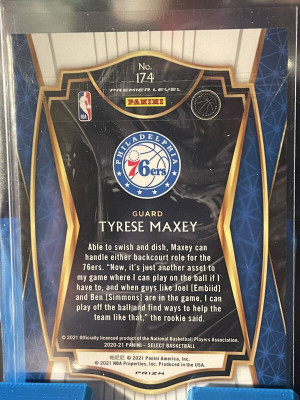 No.
174
PREMIER LEVEL
PANINI
PHILADELPHIA
76ers
GUARD
TYRESE MAXEY
Able to swish and dish, Maxey can
handle either backcourt role for the
76ers. "Now, it's just another asset to
my game where I can play on the ball if I
have to, and when guys like Joel [Embiid]
and Ben [Simmons] are in the game, I can
play off the ball and find ways to help the
team like that," the rookie said.
© 2021 Officially licensed product of the National Basketball Players Association.
2020-21 PANINI – SELECT BASKETBALL
© 2021 Panini America, Inc.
© 2021 NBA Properties, Inc. Produced in the USA.
PRIZM